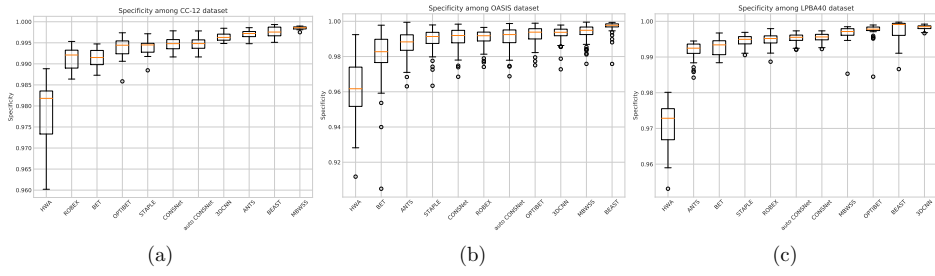 Specificity among CC-12 dataset
Specificity
1.000
0.995
0.990
0.985
0.980
0.975
0.970
0.965
0.960
HWA
ROBEX
BET
OPTIBET
STAPLE
CONSNet
auto CONSNet
3DCNN
ANTS
BEAST
MBWSS
(a)
Specificity among OASIS dataset
Specificity
1.00
0.98
0.96
0.94
0.92
HWA
BET
ANTS
STAPLE
CONSNet
ROBEX
auto CONSNet
OPTIBET
3DCNN
MBWSS
BEAST
(b)
Specificity among LPBA40 dataset
Specificity
1.00
0.99
0.98
0.97
0.96
HWA
ANTS
BET
STAPLE
ROBEX
auto CONSNet
CONSNet
MBWSS
OPTIBET
BEAST
3DCNN
(c)